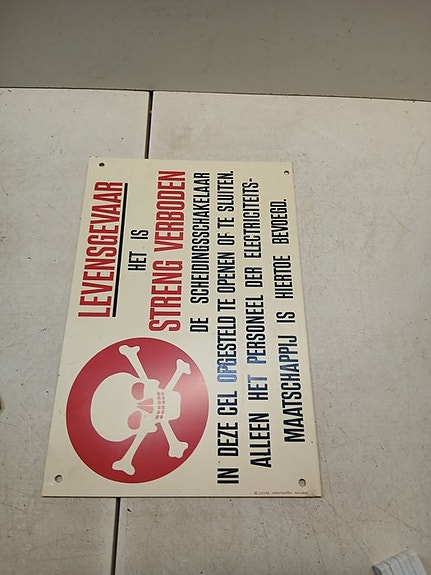 LEVENSGEVAAR
HET IS
STRENG VERBODEN
DE SCHEIDINGSSCHAKELAAR
IN DEZE CEL OPGESTELD TE OPENEN OF TE SLUITEN.
ALLEEN HET PERSONEEL DER ELECTRICITEITS-
MAATSCHAPPIJ IS HIERTOE BEVOEGD.